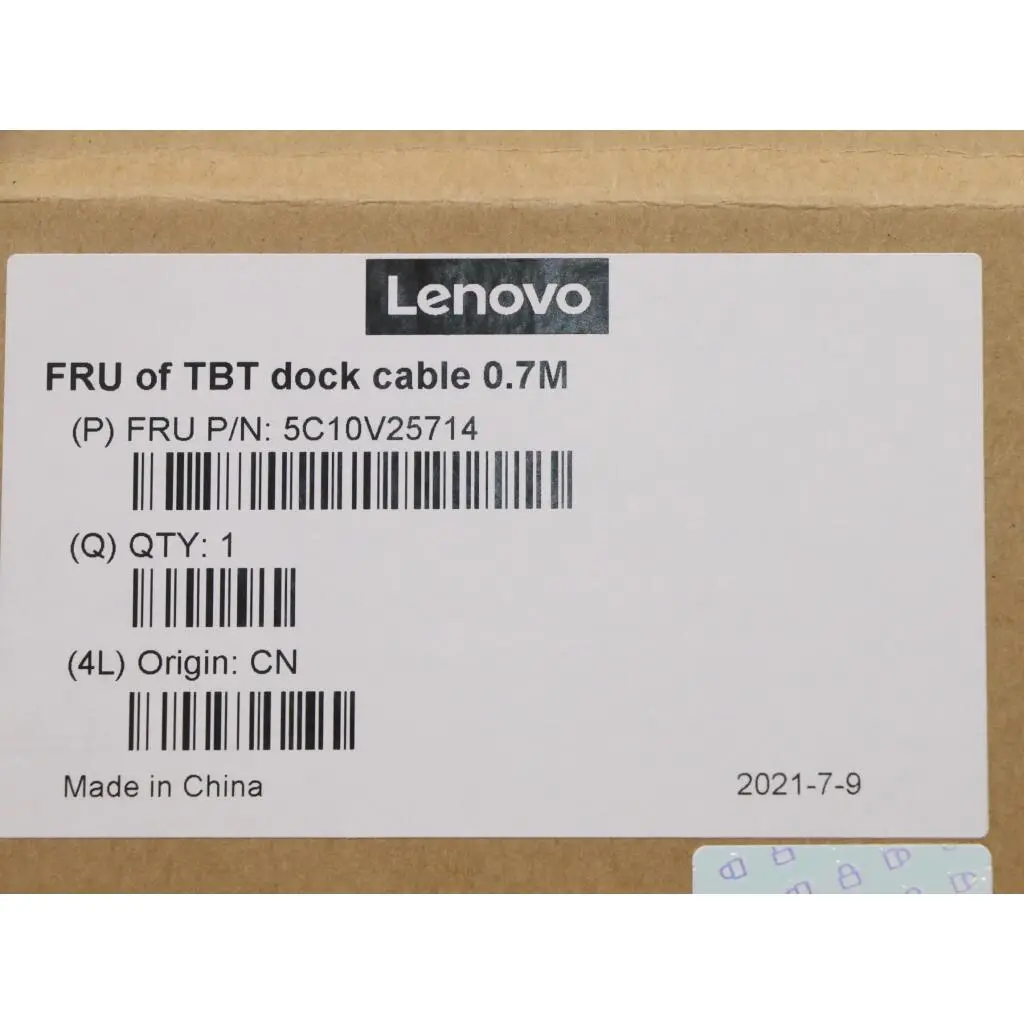 Lenovo
FRU of TBT dock cable 0.7M
(P) FRU P/N: 5C10V25714
(Q) QTY: 1
(4L) Origin: CN
Made in China
2021-7-9